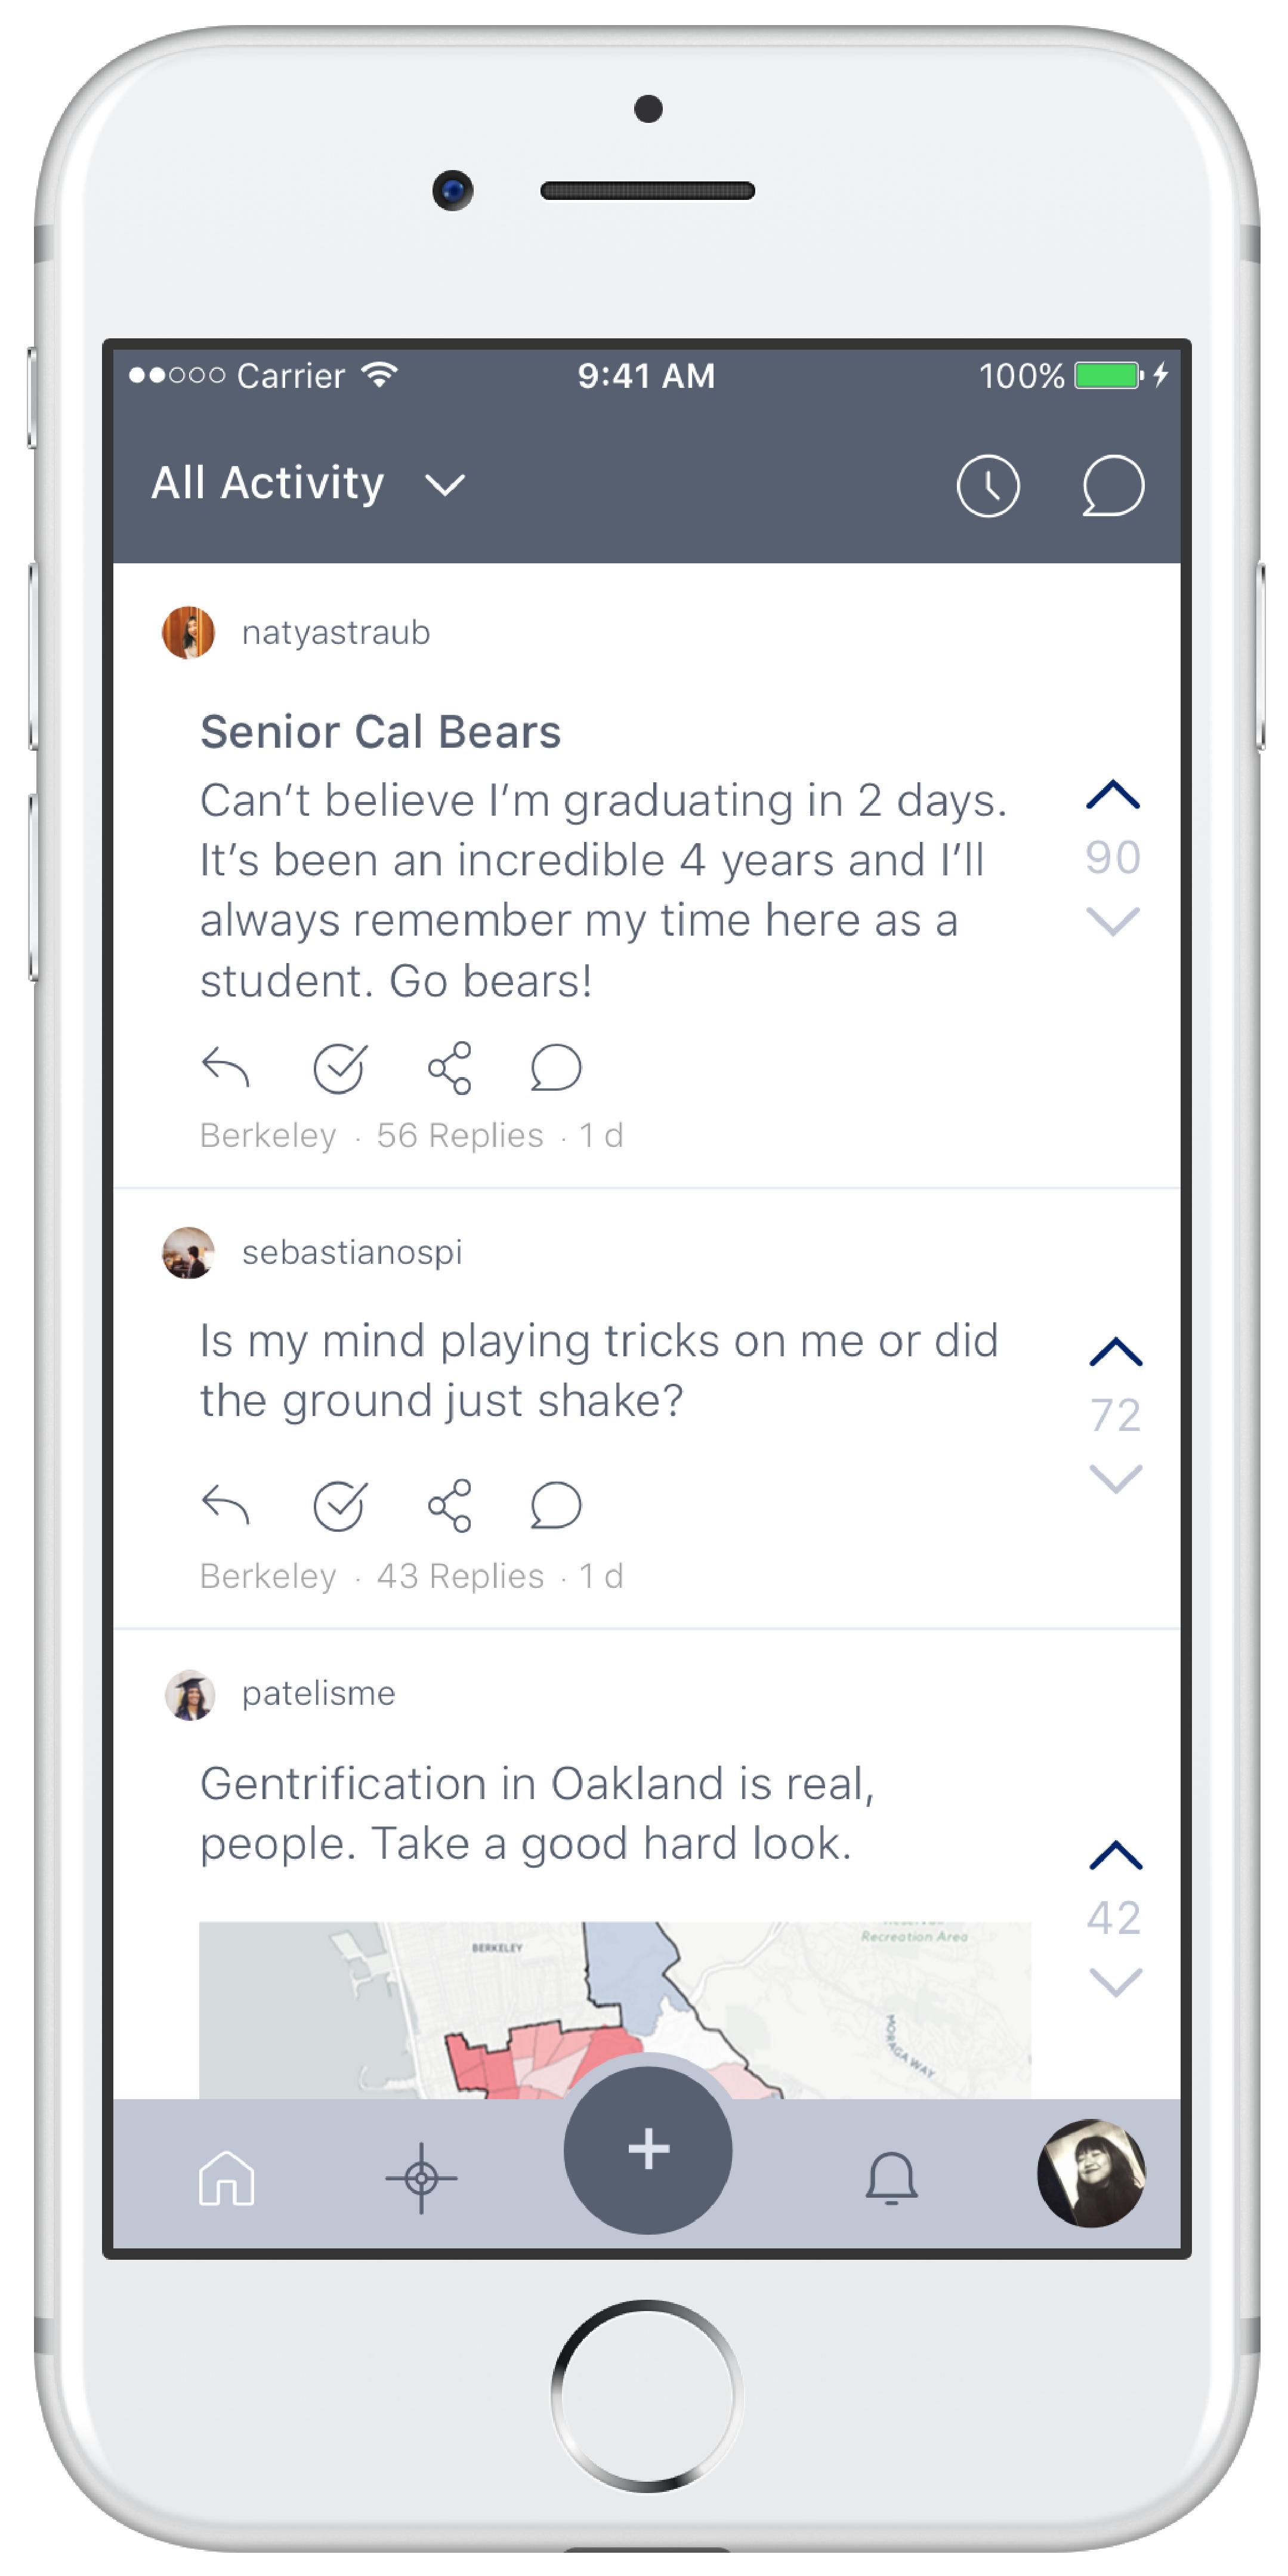 Carrier 9:41 AM 100%
All Activity
natyastraub
Senior Cal Bears
Can't believe I'm graduating in 2 days.
It's been an incredible 4 years and I'll
always remember my time here as a
student. Go bears!
90
Berkeley · 56 Replies · 1 d
sebastianospi
Is my mind playing tricks on me or did
the ground just shake?
72
Berkeley · 43 Replies · 1 d
patelisme
Gentrification in Oakland is real,
people. Take a good hard look.
42
BERKELEY
Recreation Area
MORAGA WAY
+